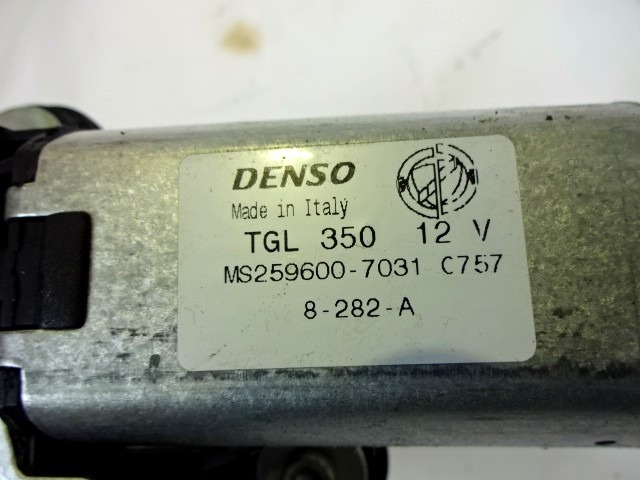 DENSO
Made in Italy
TGL 350 12 V
MS259600-7031 C757
8-282-A